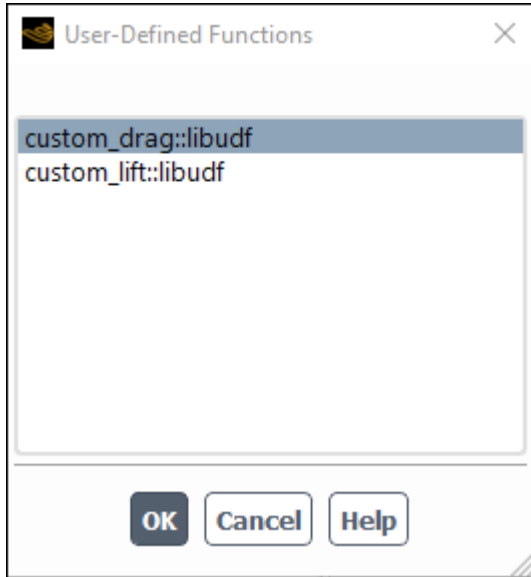 User-Defined Functions
custom_drag::libudf
custom_lift::libudf
OK Cancel Help